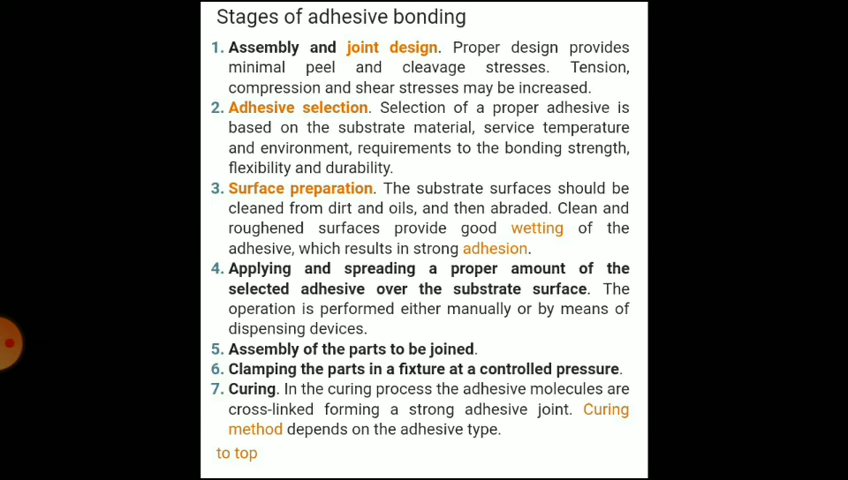 Stages of adhesive bonding
1. Assembly and joint design. Proper design provides
minimal peel and cleavage stresses. Tension,
compression and shear stresses may be increased.
2. Adhesive selection. Selection of a proper adhesive is
based on the substrate material, service temperature
and environment, requirements to the bonding strength,
flexibility and durability.
3. Surface preparation. The substrate surfaces should be
cleaned from dirt and oils, and then abraded. Clean and
roughened surfaces provide good wetting of the
adhesive, which results in strong adhesion.
4. Applying and spreading a proper amount of the
selected adhesive over the substrate surface. The
operation is performed either manually or by means of
dispensing devices.
5. Assembly of the parts to be joined.
6. Clamping the parts in a fixture at a controlled pressure.
7. Curing. In the curing process the adhesive molecules are
cross-linked forming a strong adhesive joint. Curing
method depends on the adhesive type.
to top